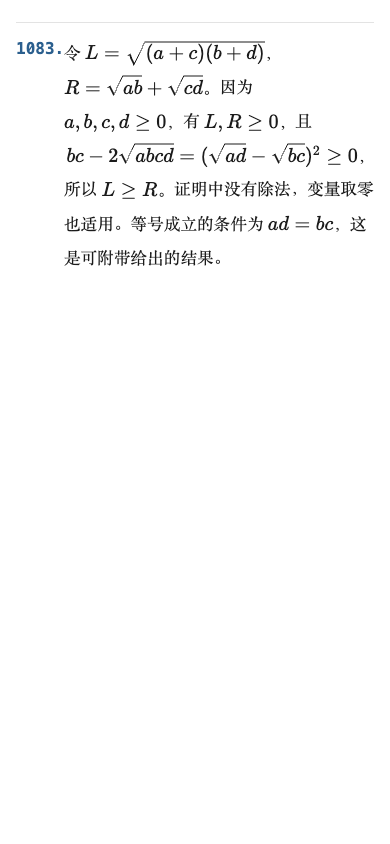 1083. 令 L = √(a + c)(b + d),
R = √ab + √cd。因为
a, b, c, d ≥ 0，有 L, R ≥ 0，且
bc − 2√abcd = (√ad − √bc)² ≥ 0,
所以 L ≥ R。证明中没有除法，变量取零
也适用。等号成立的条件为 ad = bc，这
是可附带给出的结果。